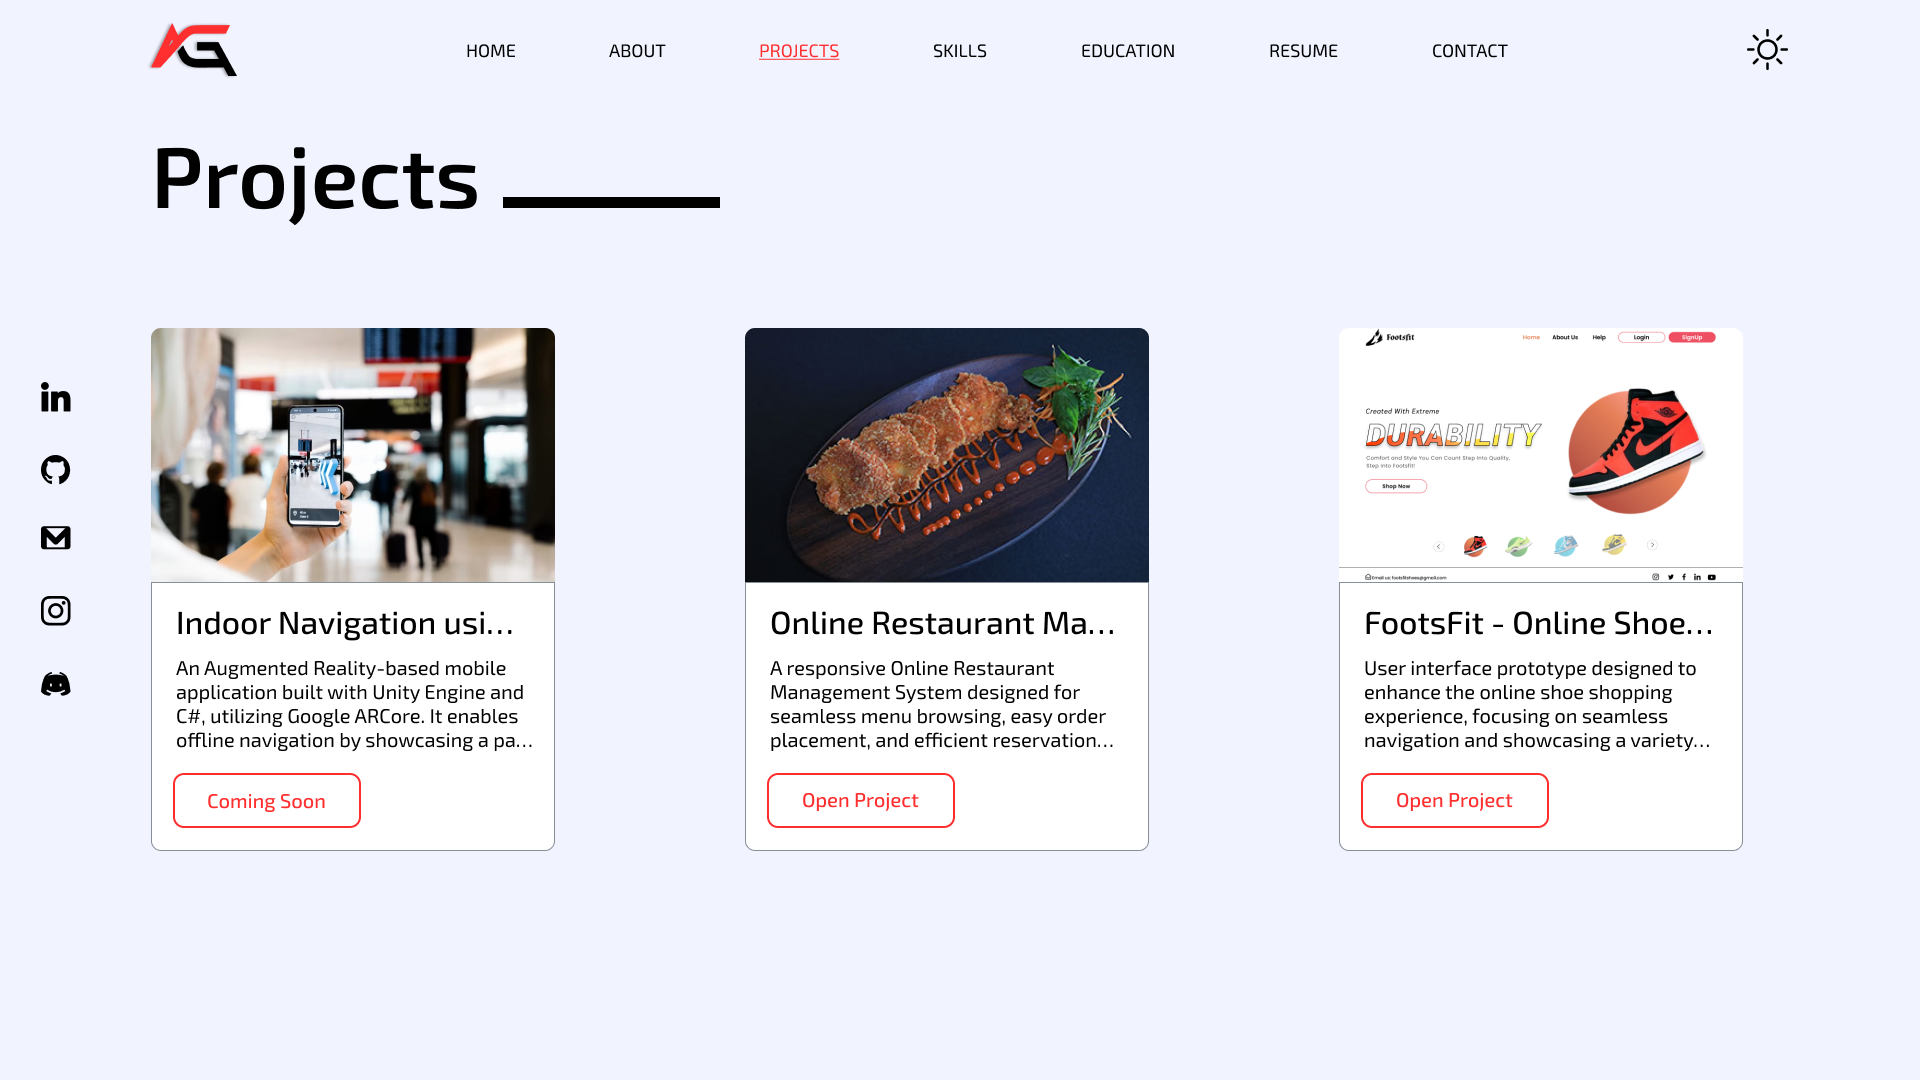 HOME ABOUT PROJECTS SKILLS EDUCATION RESUME CONTACT
Projects
Indoor Navigation usi...
An Augmented Reality-based mobile
application built with Unity Engine and
C#, utilizing Google ARCore. It enables
offline navigation by showcasing a pa...
Coming Soon
Online Restaurant Ma...
A responsive Online Restaurant
Management System designed for
seamless menu browsing, easy order
placement, and efficient reservation...
Open Project
Footsfit
Home About Us Help Login SignUp
Created With Extreme
DURABILITY
Comfort and Style You Can Count Step Into Quality,
Step Into Footsfit!
Shop Now
Email us: footsfitshoes@gmail.com
FootsFit - Online Shoe...
User interface prototype designed to
enhance the online shoe shopping
experience, focusing on seamless
navigation and showcasing a variety...
Open Project